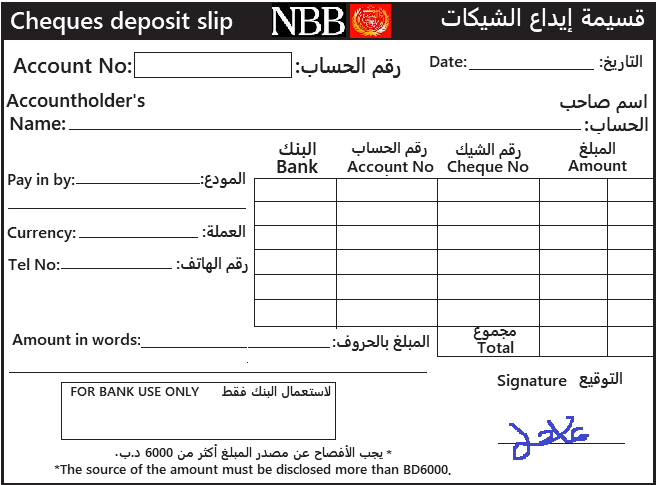 Cheques deposit slip NBB قسيمة إيداع الشيكات
Account No: رقم الحساب: Date: التاريخ:
Accountholder's اسم صاحب
Name: الحساب:
البنك رقم الحساب رقم الشيك المبلغ
Bank Account No Cheque No Amount
Pay in by: المودع:
Currency: العملة:
Tel No: رقم الهاتف:
Amount in words: المبلغ بالحروف: مجموع
Total
Signature التوقيع
FOR BANK USE ONLY لاستعمال البنك فقط
* يجب الأفصاح عن مصدر المبلغ أكثر من 6000 د.ب.
*The source of the amount must be disclosed more than BD6000.